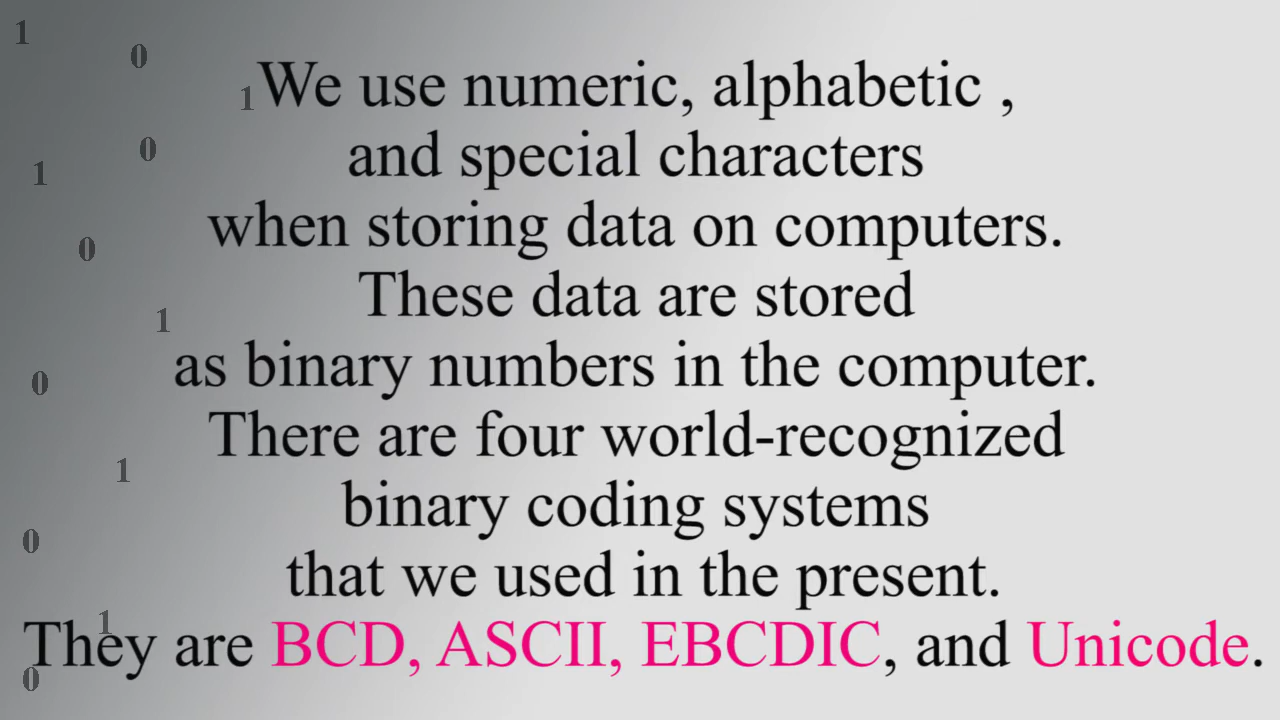 1
0
1
We use numeric, alphabetic ,
0
and special characters
1
when storing data on computers.
0
These data are stored
1
as binary numbers in the computer.
0
There are four world-recognized
1
binary coding systems
0
that we used in the present.
1
They are BCD, ASCII, EBCDIC, and Unicode.
0